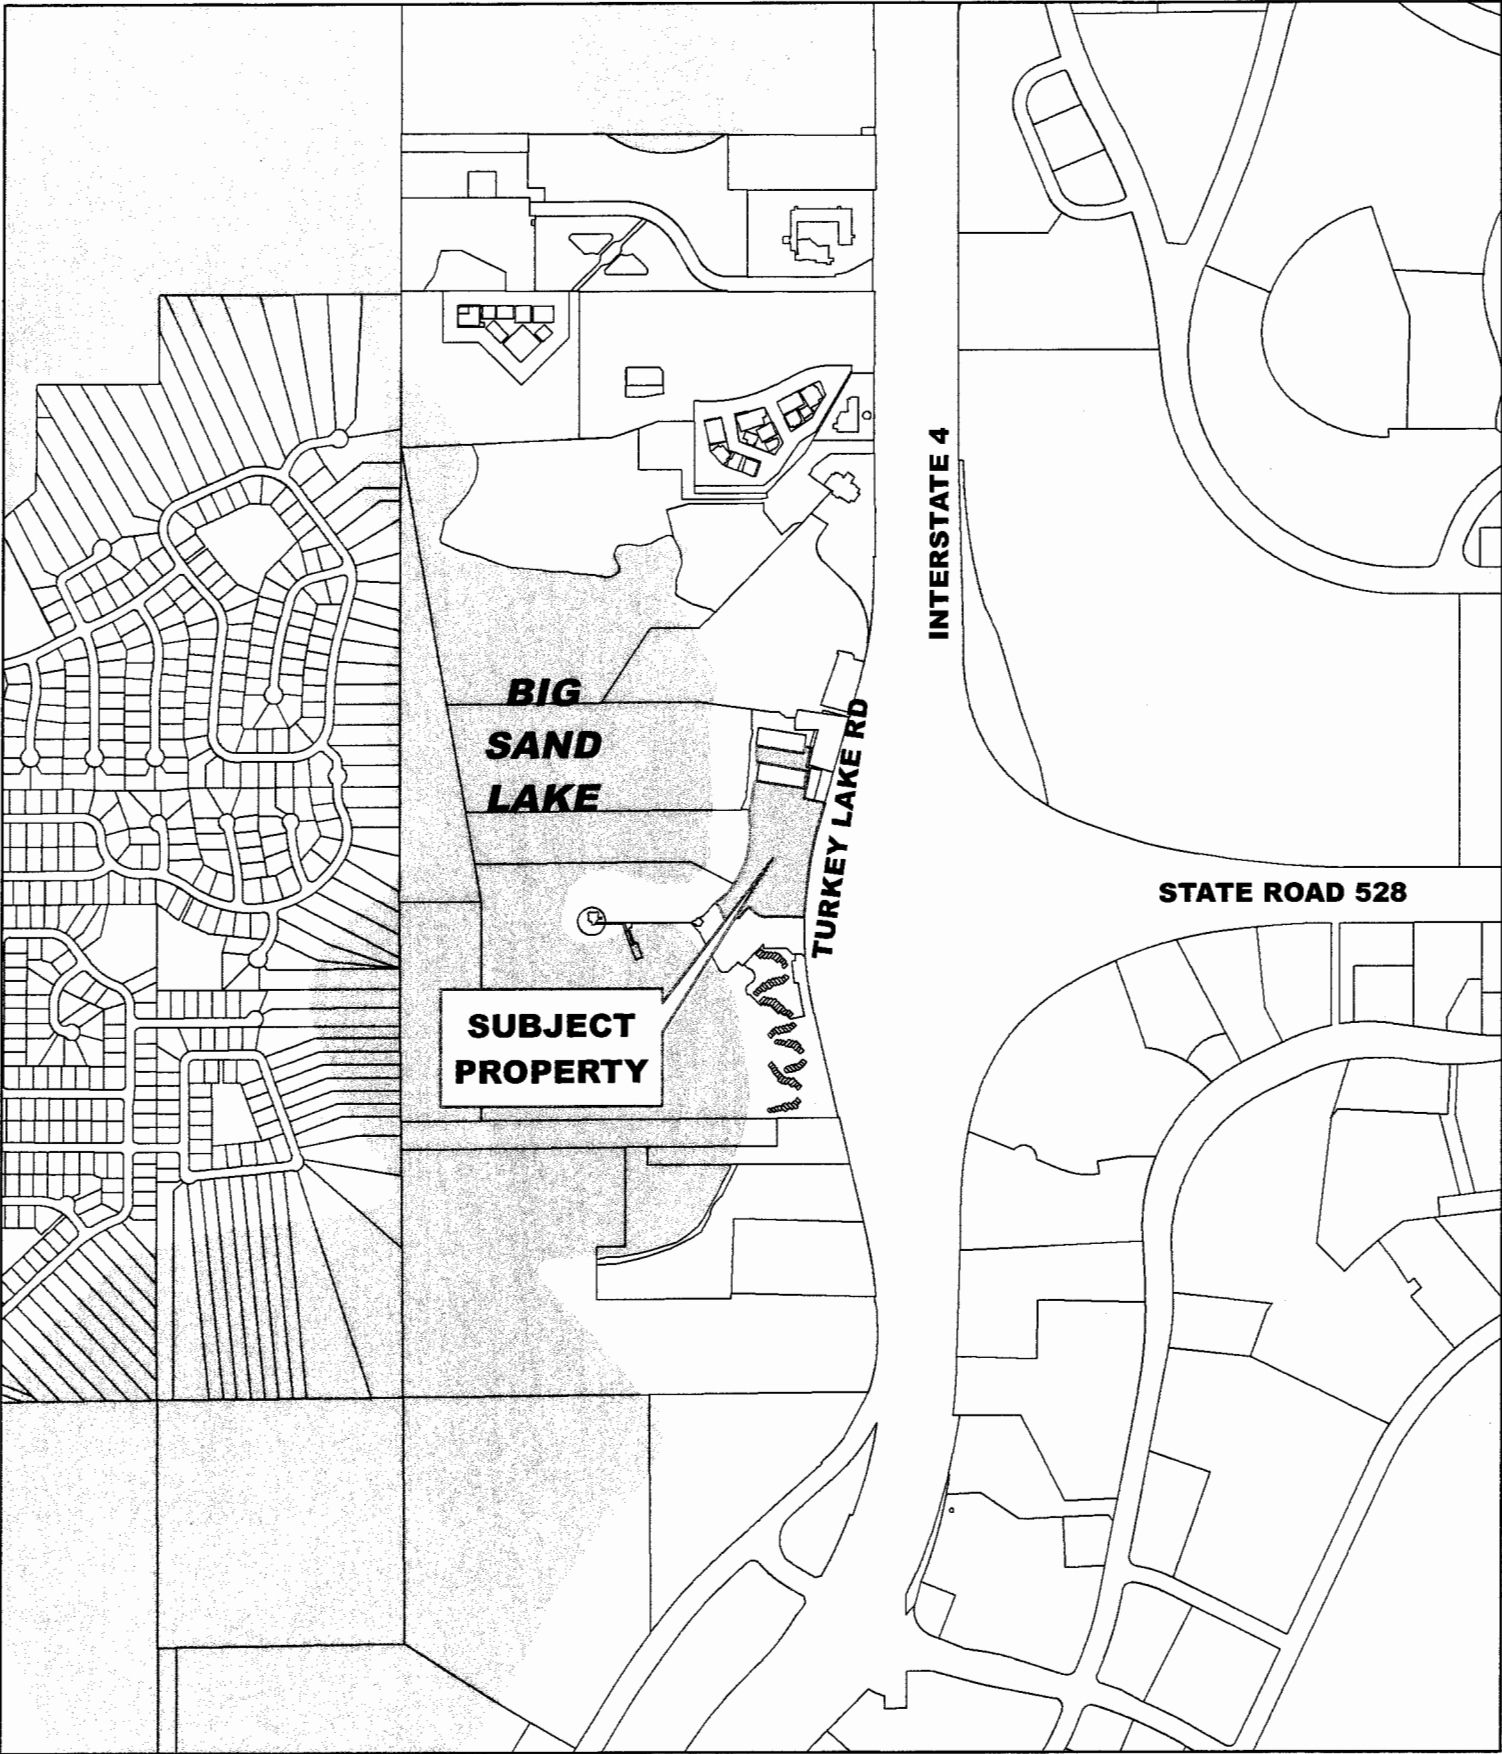 INTERSTATE 4
BIG
SAND
LAKE
TURKEY LAKE RD
STATE ROAD 528
SUBJECT
PROPERTY